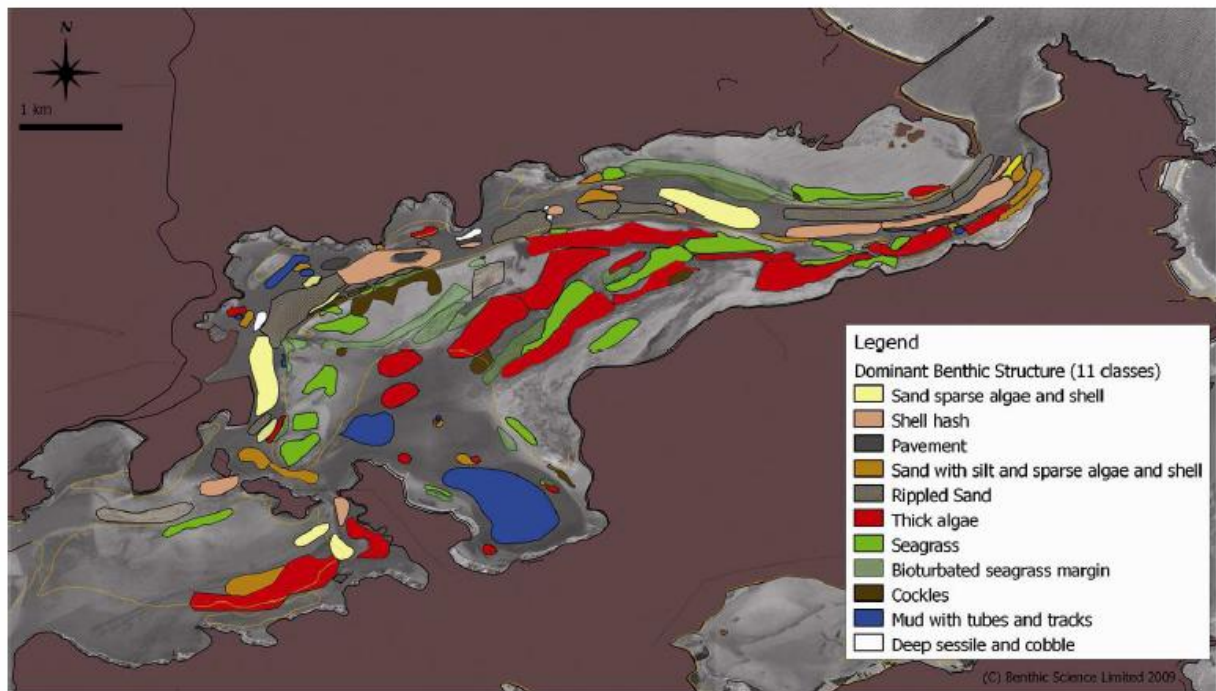 N
1 km
Legend
Dominant Benthic Structure (11 classes)
Sand sparse algae and shell
Shell hash
Pavement
Sand with silt and sparse algae and shell
Rippled Sand
Thick algae
Seagrass
Bioturbated seagrass margin
Cockles
Mud with tubes and tracks
Deep sessile and cobble
(C) Benthic Science Limited 2009